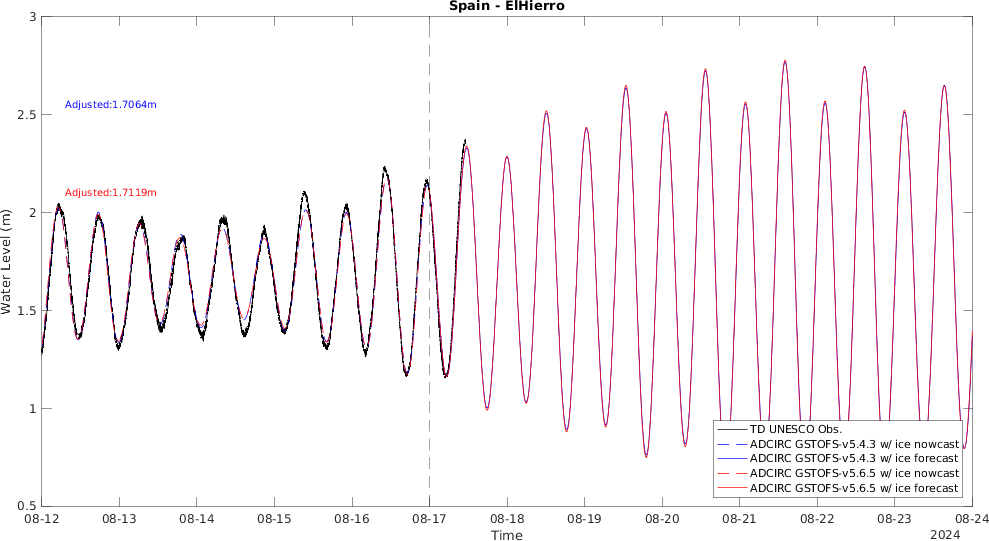 Spain - ElHierro
3
2.5
2
1.5
1
0.5
Water Level (m)
Adjusted:1.7064m
Adjusted:1.7119m
TD UNESCO Obs.
ADCIRC GSTOFS-v5.4.3 w/ ice nowcast
ADCIRC GSTOFS-v5.4.3 w/ ice forecast
ADCIRC GSTOFS-v5.6.5 w/ ice nowcast
ADCIRC GSTOFS-v5.6.5 w/ ice forecast
08-12 08-13 08-14 08-15 08-16 08-17 08-18 08-19 08-20 08-21 08-22 08-23 08-24
Time
2024